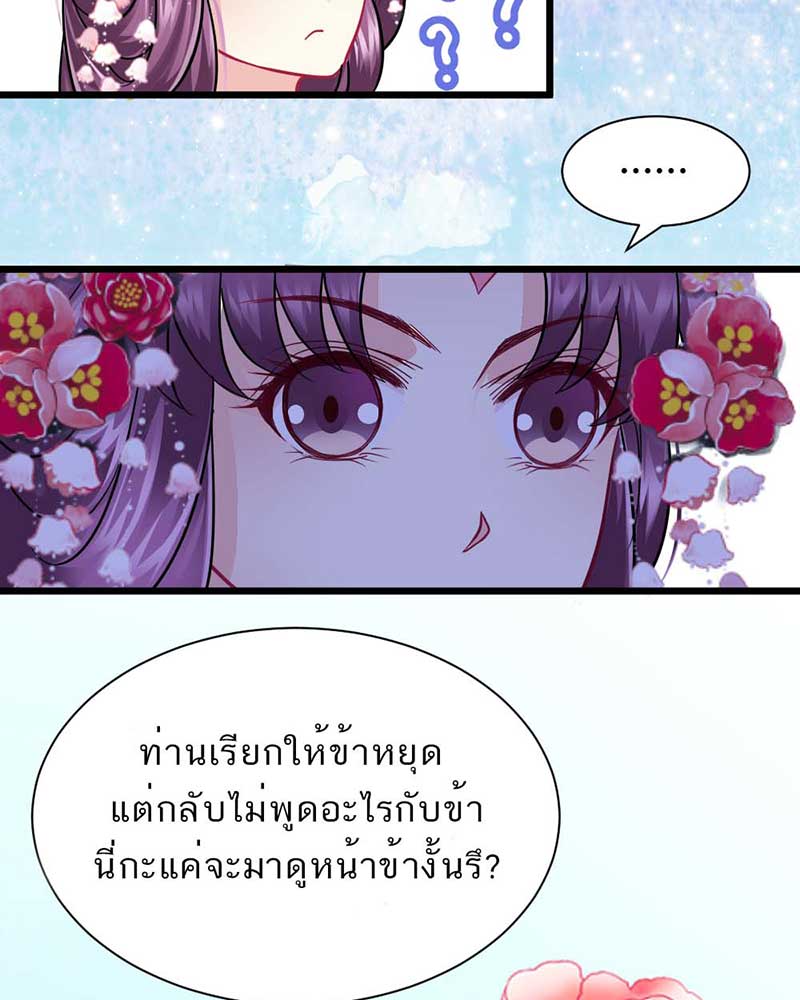 ? ?
......
ท่านเรียกให้ข้าหยุด
แต่กลับไม่พูดอะไรกับข้า
นี่กะแค่จะมาดูหน้าข้างั้นรึ?